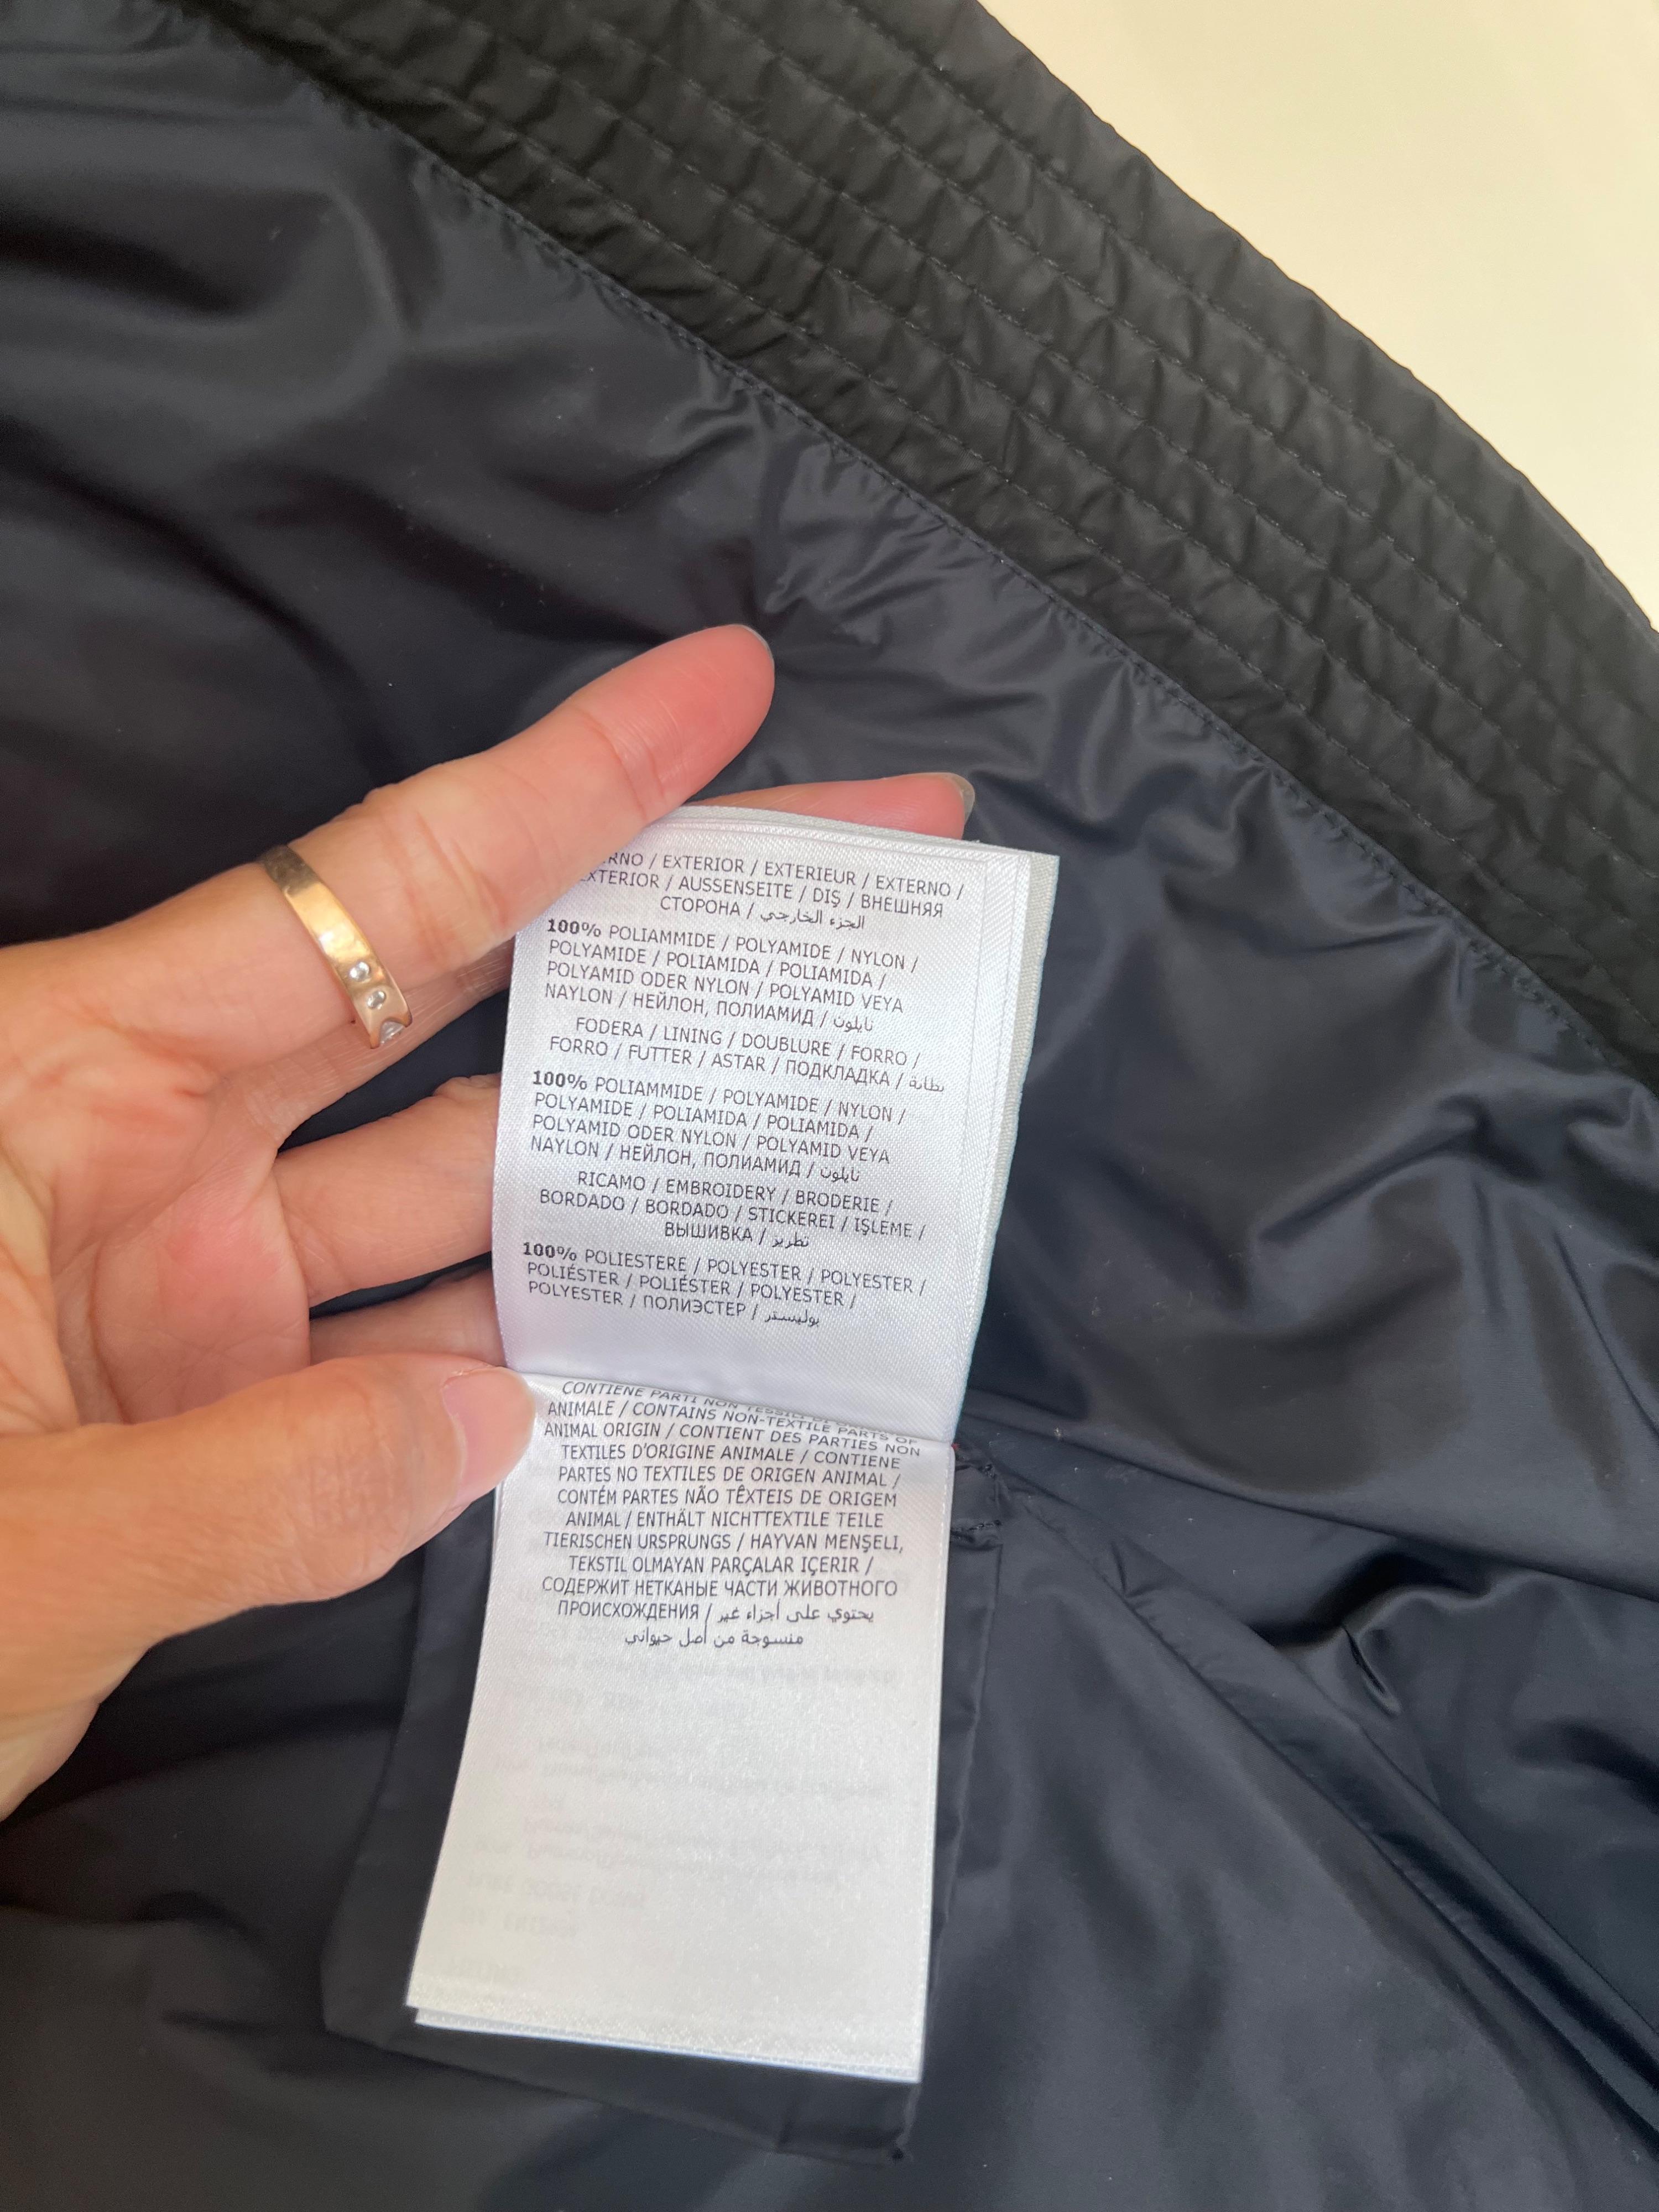 EXTERIOR / EXTERIEUR / EXTERNO /
EXTERIOR / AUSSENSEITE / DIŞ / ВНЕШНЯЯ
СТОРОНА / الجزء الخارجي
100% POLIAMMIDE / POLYAMIDE / NYLON /
POLYAMIDE / POLIAMIDA / POLIAMIDA /
POLYAMID ODER NYLON / POLYAMID VEYA
NAYLON / НЕЙЛОН, ПОЛИАМИД / نايلون
FODERA / LINING / DOUBLURE / FORRO /
FORRO / FUTTER / ASTAR / ПОДКЛАДКА / بطانة
100% POLIAMMIDE / POLYAMIDE / NYLON /
POLYAMIDE / POLIAMIDA / POLIAMIDA /
POLYAMID ODER NYLON / POLYAMID VEYA
NAYLON / НЕЙЛОН, ПОЛИАМИД / نايلون
RICAMO / EMBROIDERY / BRODERIE /
BORDADO / BORDADO / STICKEREI / IŞLEME /
ВЫШИВКА / تطريز
100% POLIESTERE / POLYESTER / POLYESTER /
POLIÉSTER / POLIÉSTER / POLYESTER /
POLYESTER / ПОЛИЭСТЕР / بوليستر
CONTIENE PARTI NON TESSILI DI
ANIMALE / CONTAINS NON-TEXTILE PARTS OF
ANIMAL ORIGIN / CONTIENT DES PARTIES NON
TEXTILES D'ORIGINE ANIMALE / CONTIENE
PARTES NO TEXTILES DE ORIGEN ANIMAL /
CONTÉM PARTES NÃO TÊXTEIS DE ORIGEM
ANIMAL / ENTHÄLT NICHTTEXTILE TEILE
TIERISCHEN URSPRUNGS / HAYVAN MENŞELI,
TEKSTIL OLMAYAN PARÇALAR IÇERIR /
СОДЕРЖИТ НЕТКАНЫЕ ЧАСТИ ЖИВОТНОГО
ПРОИСХОЖДЕНИЯ / يحتوي على أجزاء غير
منسوجة من أصل حيواني